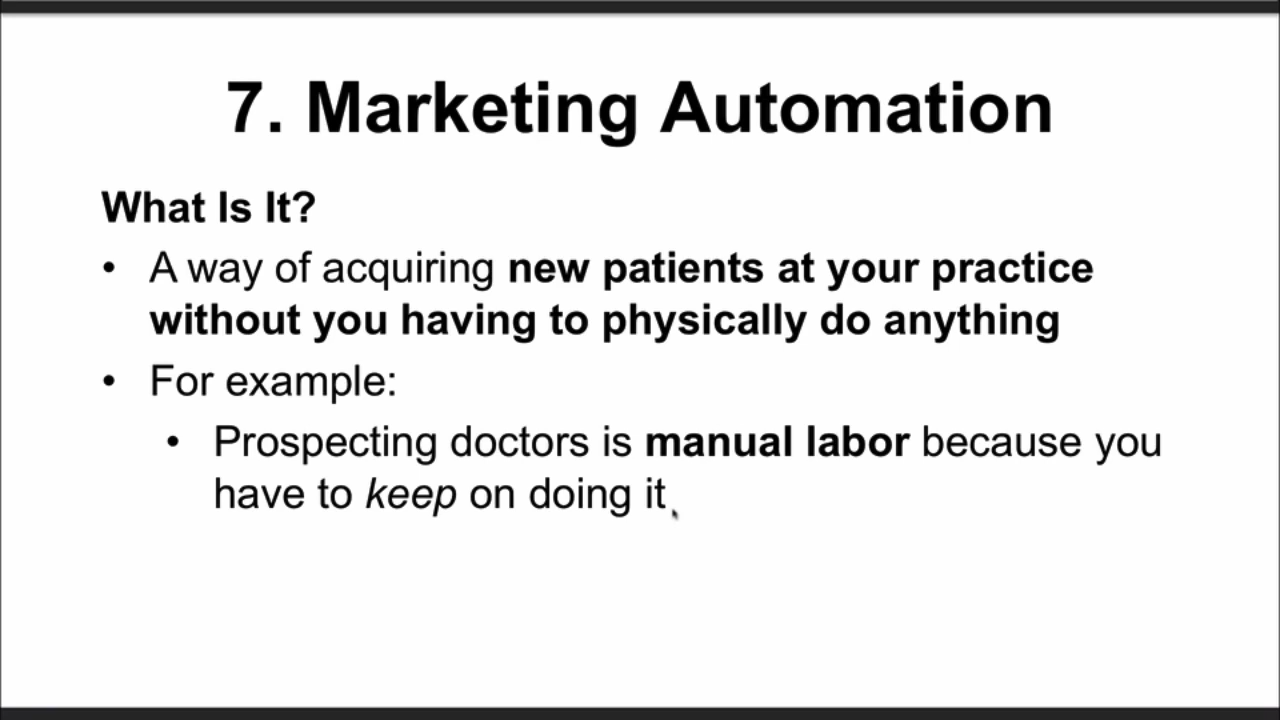 7. Marketing Automation
What Is It?
• A way of acquiring new patients at your practice
without you having to physically do anything
• For example:
• Prospecting doctors is manual labor because you
have to keep on doing it